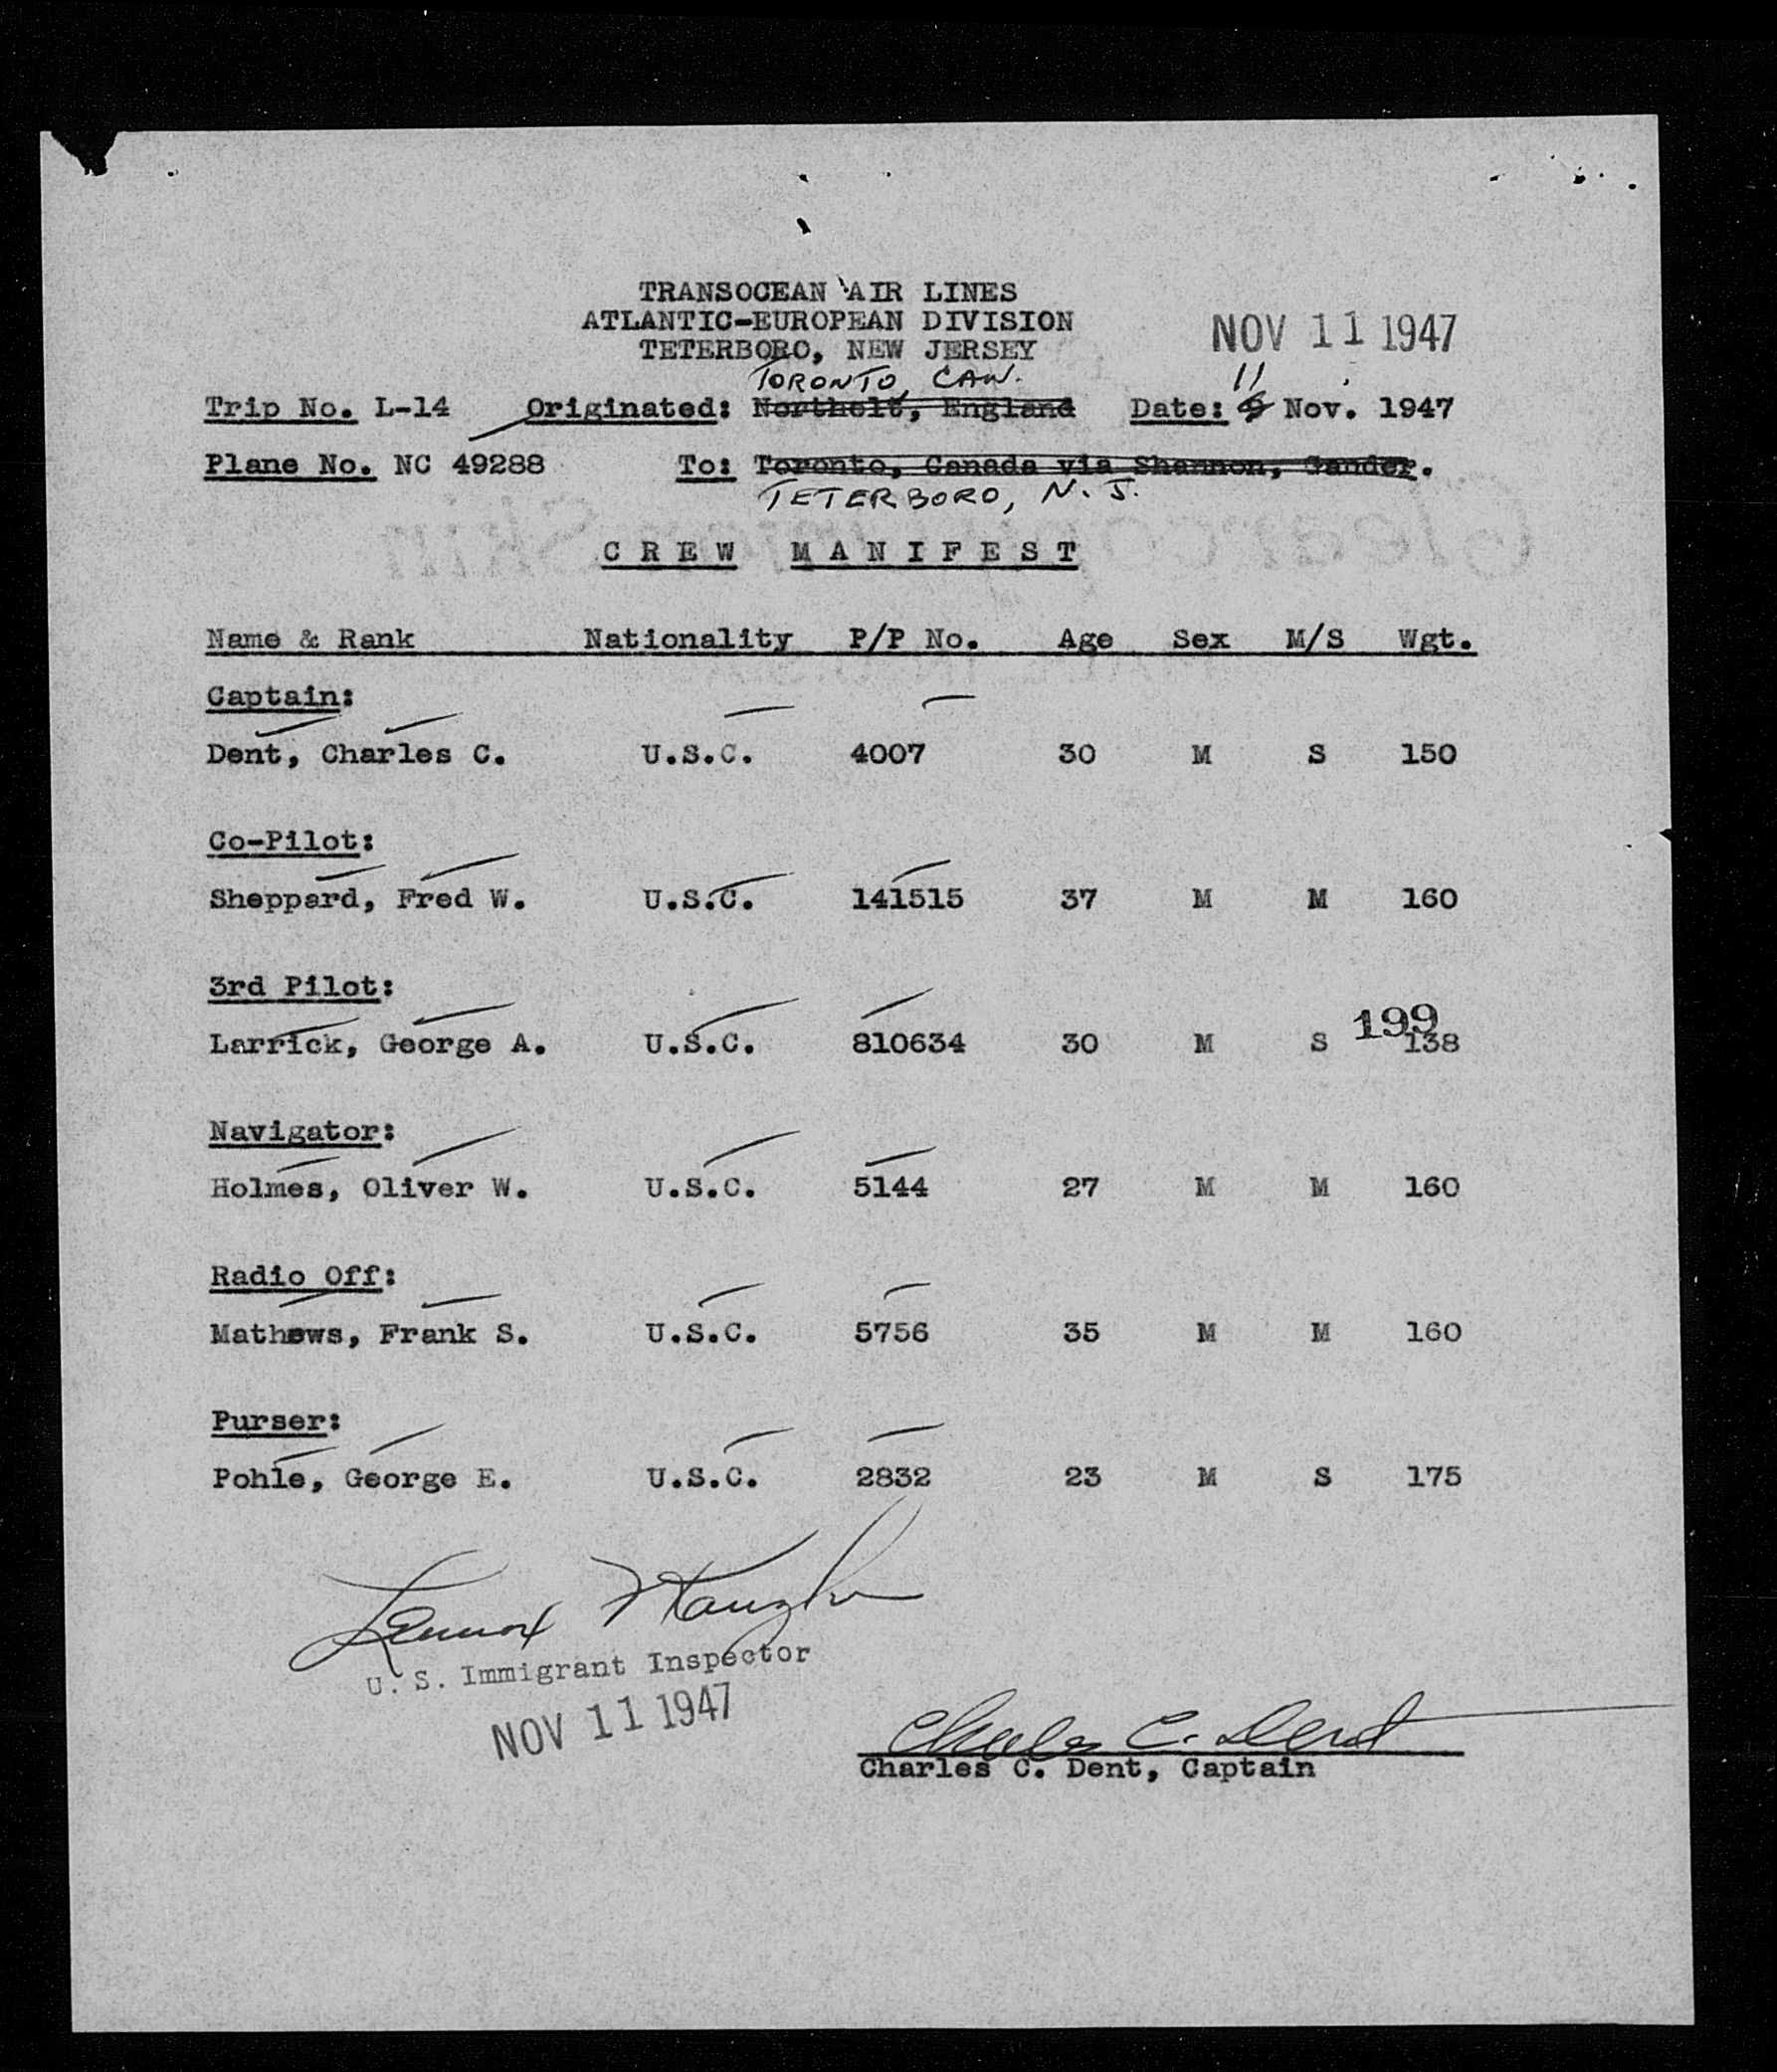 TRANSOCEAN AIR LINES
ATLANTIC-EUROPEAN DIVISION
TETERBORO, NEW JERSEY
NOV 11 1947
TORONTO, CAN.
11
Trip No. L-14 Originated: Northolt, England Date: 9 Nov. 1947
Plane No. NC 49288 To: Toronto, Canada via Shannon, Gander.
TETERBORO, N. J.
CREW MANIFEST
Name & Rank Nationality P/P No. Age Sex M/S Wgt.
Captain:
Dent, Charles C. U.S.C. 4007 30 M S 150
Co-Pilot:
Sheppard, Fred W. U.S.C. 141515 37 M M 160
3rd Pilot:
199
Larrick, George A. U.S.C. 810634 30 M S 138
Navigator:
Holmes, Oliver W. U.S.C. 5144 27 M M 160
Radio Off:
Mathews, Frank S. U.S.C. 5756 35 M M 160
Purser:
Pohle, George E. U.S.C. 2832 23 M S 175
U. S. Immigrant Inspector
NOV 11 1947
Charles C. Dent
Charles C. Dent, Captain